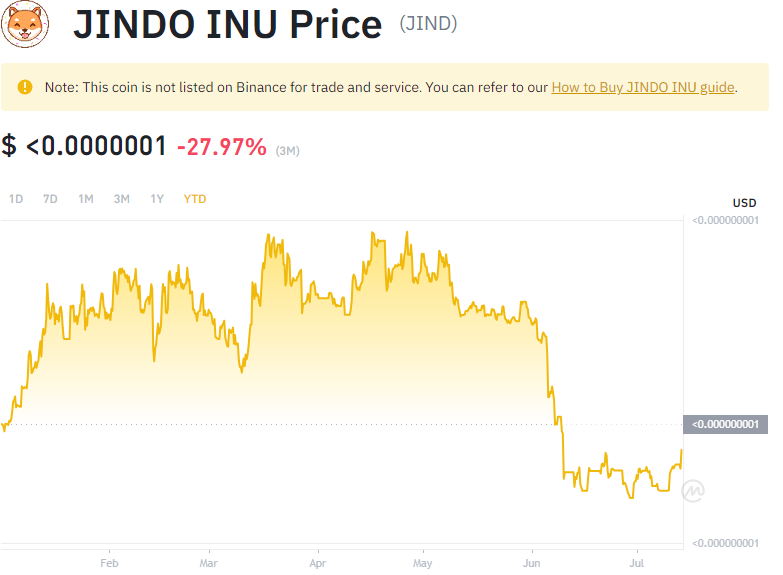 JINDO INU Price (JIND)
Note: This coin is not listed on Binance for trade and service. You can refer to our How to Buy JINDO INU guide.
$ <0.0000001 -27.97% (3M)
1D 7D 1M 3M 1Y YTD
USD
<0.000000001
<0.000000001
<0.000000001
Feb Mar Apr May Jun Jul